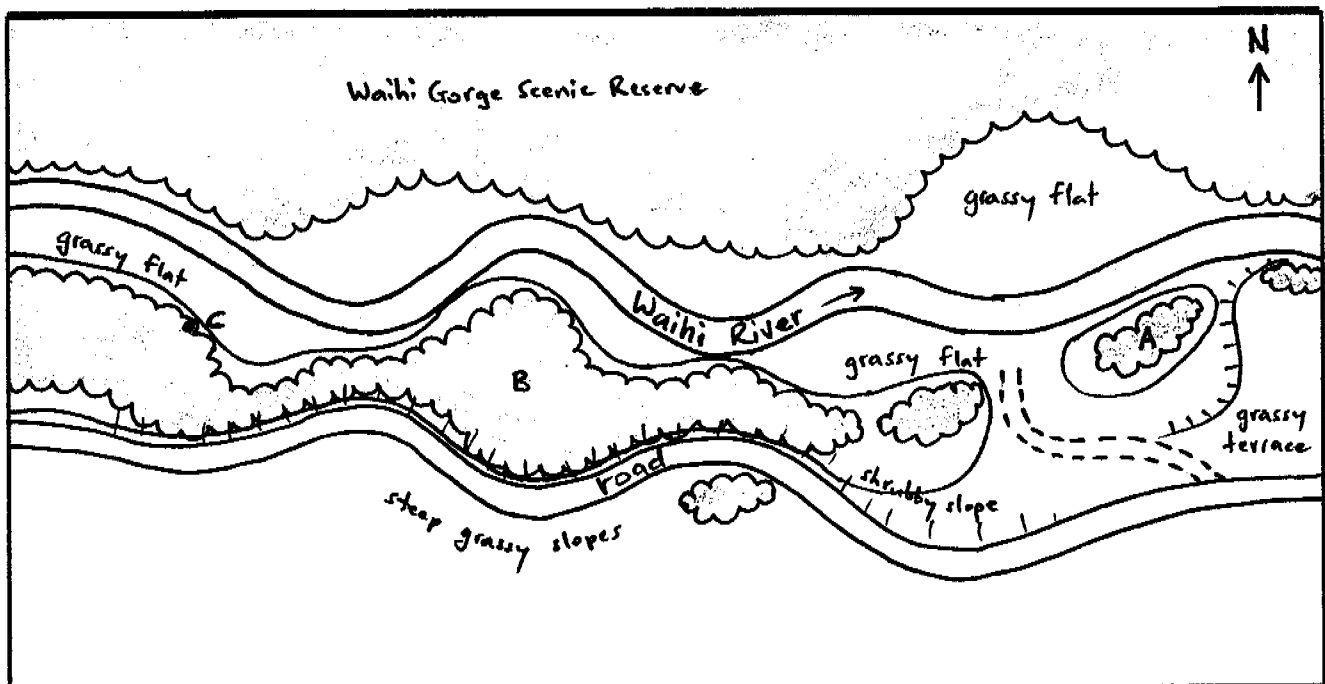 N
Waihi Gorge Scenic Reserve
grassy flat
grassy flat
C
Waihi River
A
grassy flat
B
grassy
terrace
road
shrubby slope
steep grassy slopes